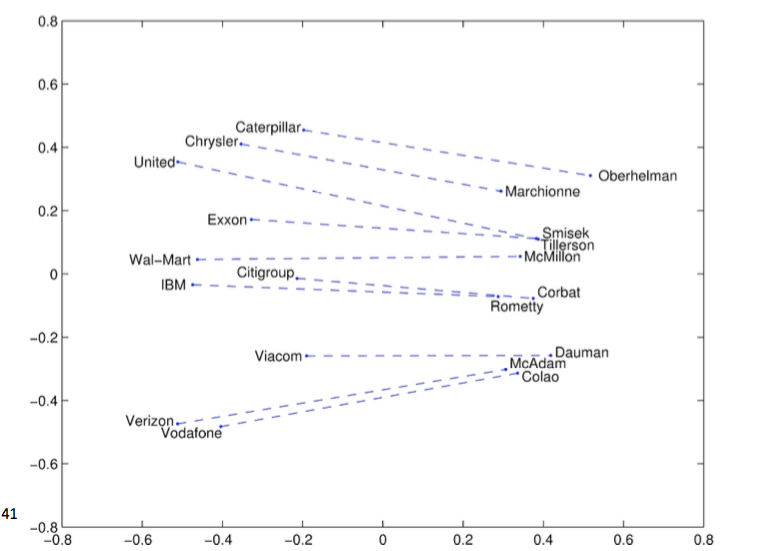 0.8
0.6
Caterpillar
0.4
Chrysler
United
Oberhelman
Marchionne
0.2
Exxon
Smisek
Tillerson
Wal-Mart
McMillon
0
Citigroup
IBM
Corbat
Rometty
-0.2
Viacom
Dauman
McAdam
Colao
-0.4
Verizon
Vodafone
-0.6
41
-0.8
-0.8 -0.6 -0.4 -0.2 0 0.2 0.4 0.6 0.8